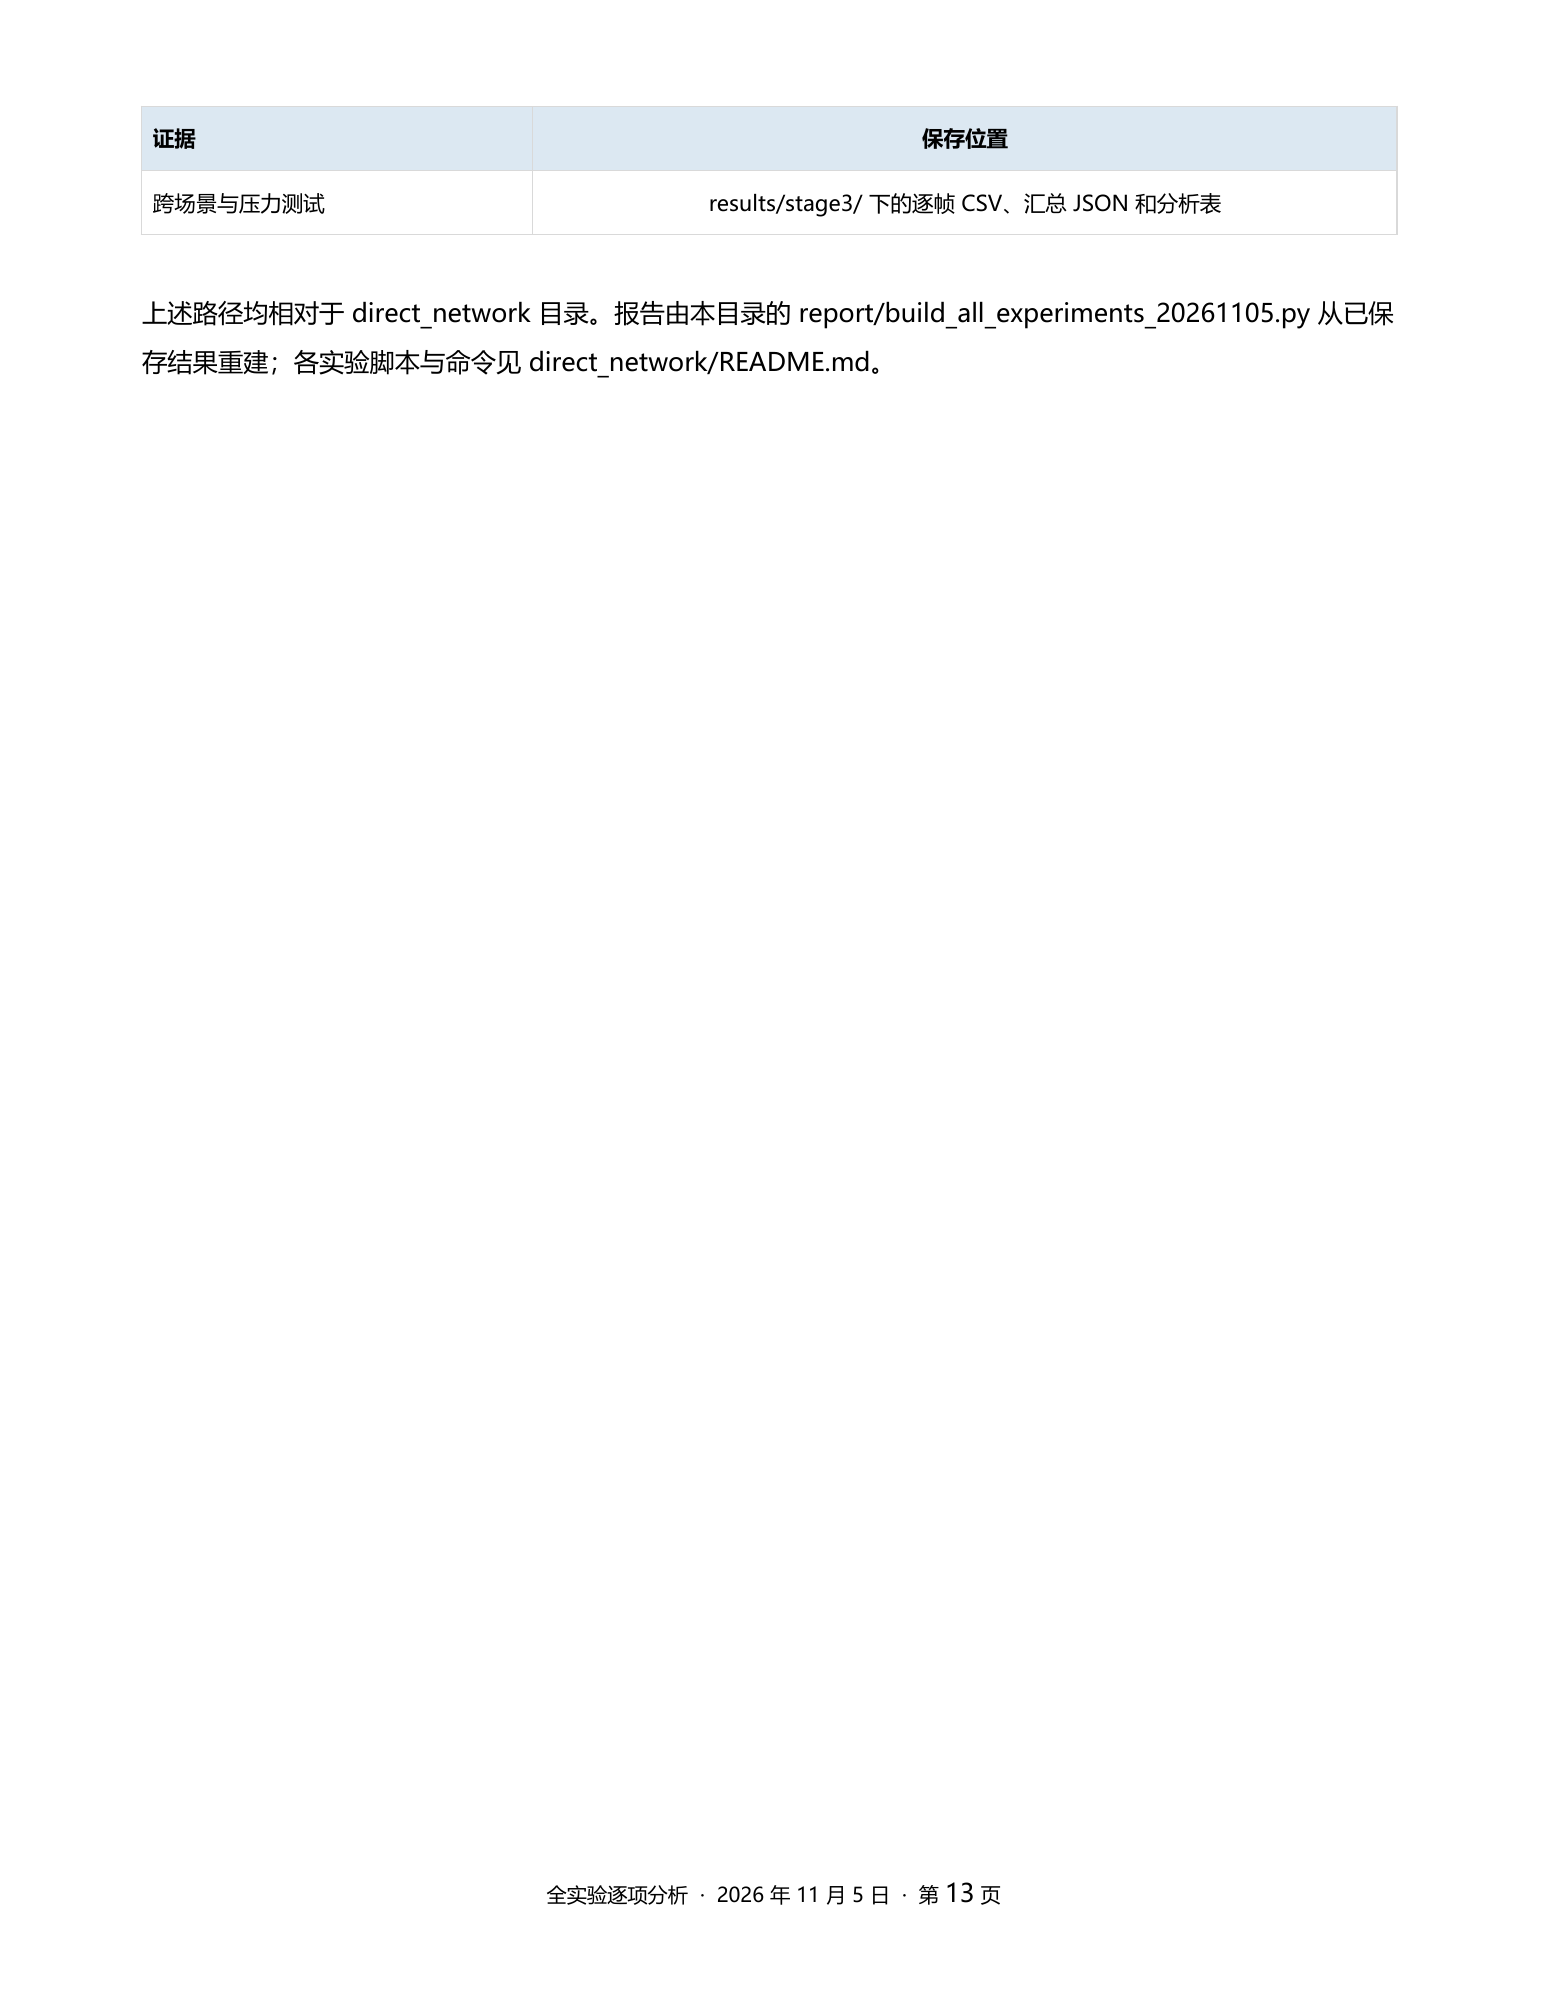 证据 保存位置
跨场景与压力测试 results/stage3/ 下的逐帧 CSV、汇总 JSON 和分析表
上述路径均相对于 direct_network 目录。报告由本目录的 report/build_all_experiments_20261105.py 从已保
存结果重建；各实验脚本与命令见 direct_network/README.md。
全实验逐项分析 · 2026 年 11 月 5 日 · 第 13 页